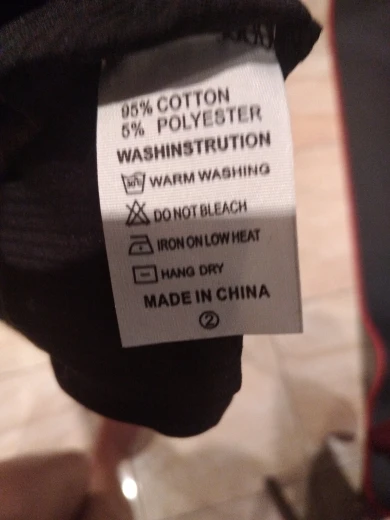 95% COTTON
5% POLYESTER
WASHINSTRUTION
WARM WASHING
DO NOT BLEACH
IRON ON LOW HEAT
HANG DRY
MADE IN CHINA
2